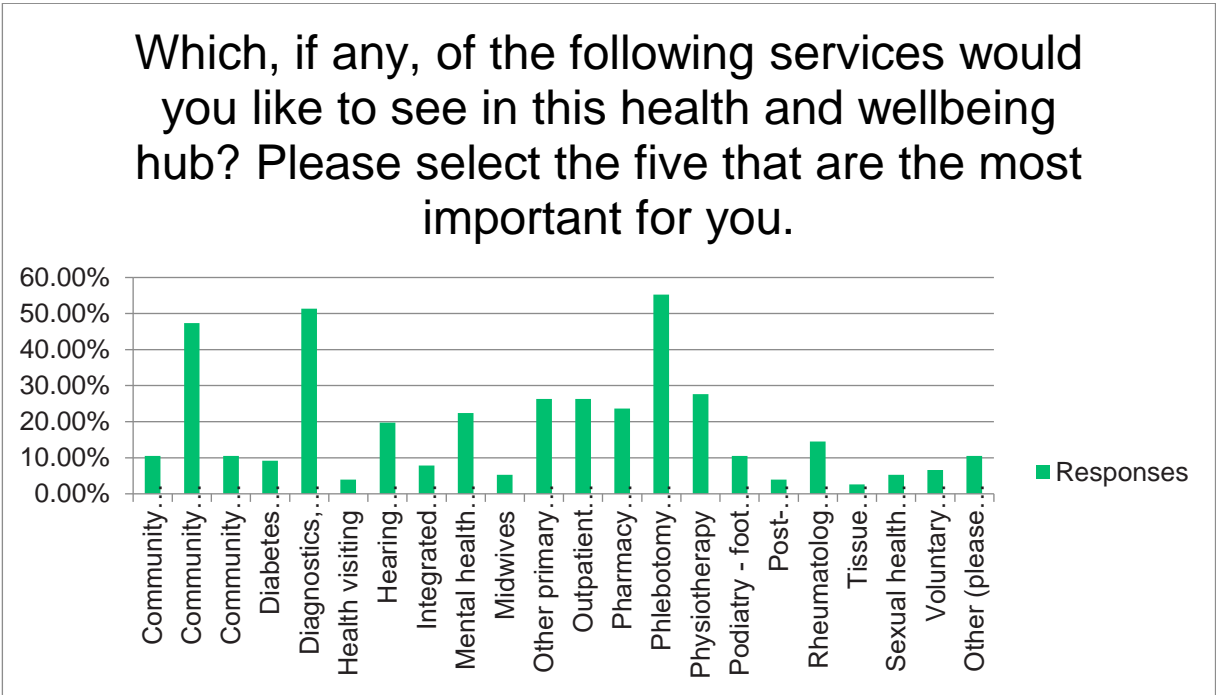 Which, if any, of the following services would
you like to see in this health and wellbeing
hub? Please select the five that are the most
important for you.
60.00%
50.00%
40.00%
30.00%
20.00%
10.00%
0.00%
Community…
Community…
Community…
Diabetes…
Diagnostics,…
Health visiting
Hearing…
Integrated…
Mental health…
Midwives
Other primary…
Outpatient…
Pharmacy…
Phlebotomy…
Physiotherapy
Podiatry - foot…
Post-…
Rheumatolog…
Tissue…
Sexual health…
Voluntary…
Other (please…
Responses